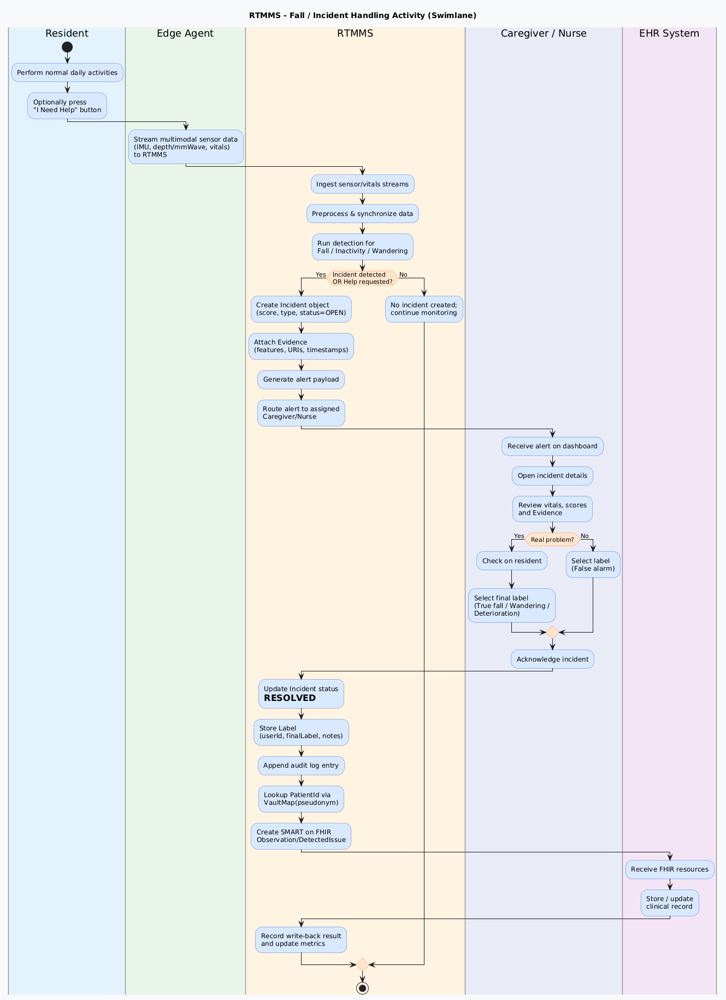 RTMMS - Fall / Incident Handling Activity (Swimlane)
Resident
Edge Agent
RTMMS
Caregiver / Nurse
EHR System
Perform normal daily activities
Optionally press
"I Need Help" button
Stream multimodal sensor data
(IMU, depth/mmWave, vitals)
to RTMMS
Ingest sensor/vitals streams
Preprocess & synchronize data
Run detection for
Fall / Inactivity / Wandering
Yes
Incident detected
OR Help requested?
No
Create Incident object
(score, type, status=OPEN)
No incident created;
continue monitoring
Attach Evidence
(features, URIs, timestamps)
Generate alert payload
Route alert to assigned
Caregiver/Nurse
Receive alert on dashboard
Open incident details
Review vitals, scores
and Evidence
Yes
Real problem?
No
Check on resident
Select label
(False alarm)
Select final label
(True fall / Wandering /
Deterioration)
Acknowledge incident
Update Incident status
RESOLVED
Store Label
(userId, finalLabel, notes)
Append audit log entry
Lookup PatientId via
VaultMap(pseudonym)
Create SMART on FHIR
Observation/DetectedIssue
Receive FHIR resources
Store / update
clinical record
Record write-back result
and update metrics